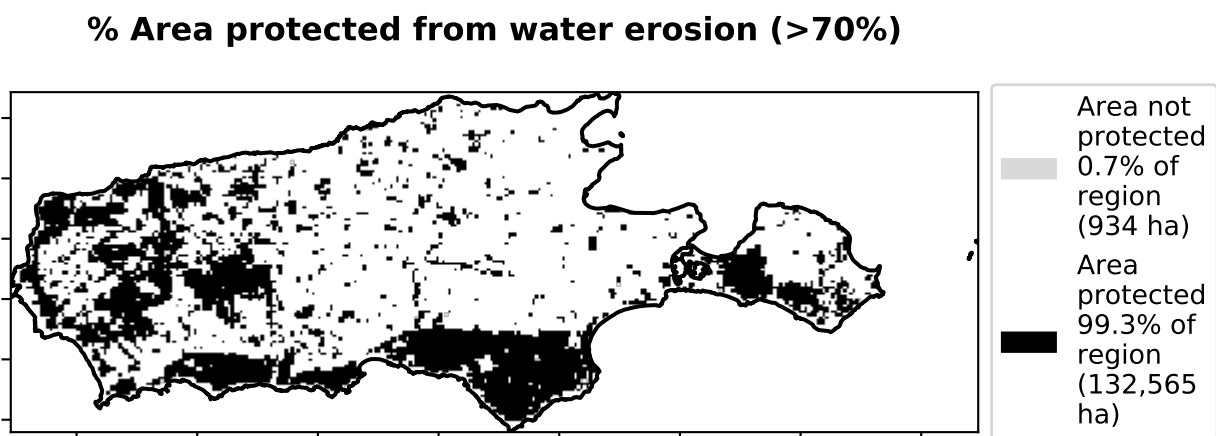 % Area protected from water erosion (>70%)
Area not
protected
0.7% of
region
(934 ha)
Area
protected
99.3% of
region
(132,565
ha)